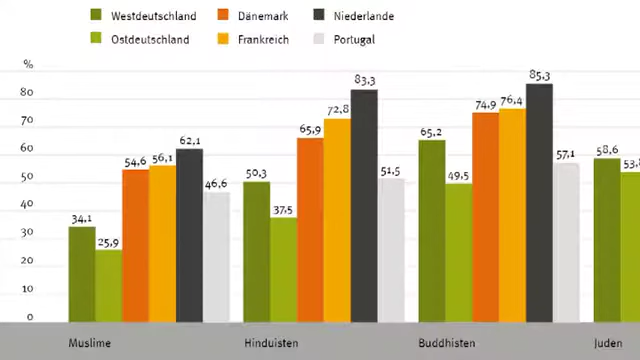 Westdeutschland Dänemark Niederlande
Ostdeutschland Frankreich Portugal
%
83,3 85,3
80
72,8 74,9 76,4
70
62,1 65,9 65,2
60
54,6 56,1 57,1 58,6
50
46,6 50,3 51,5 49,5 53,8
40
34,1 37,5
30
25,9
20
10
0
Muslime Hinduisten Buddhisten Juden